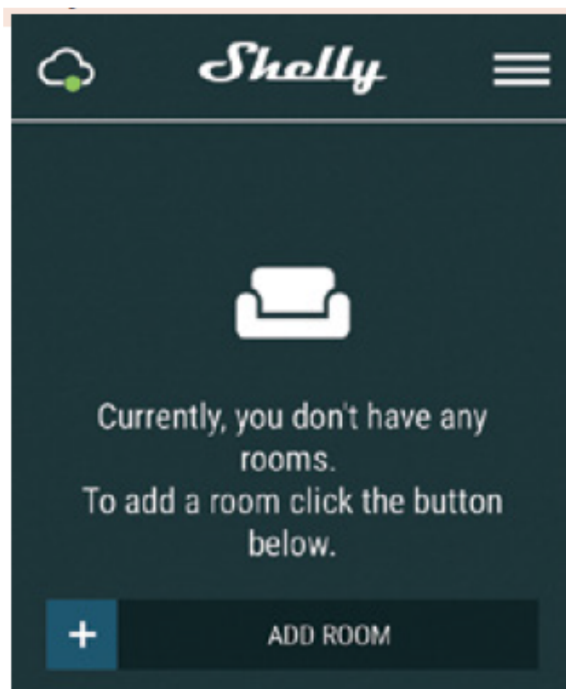 Shelly
Currently, you don't have any
rooms.
To add a room click the button
below.
+ ADD ROOM